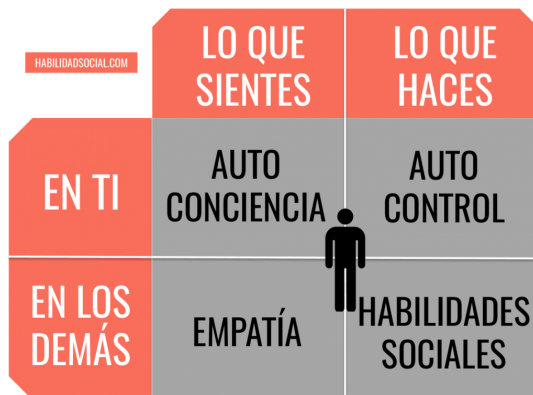 HABILIDADSOCIAL.COM
LO QUE
SIENTES
LO QUE
HACES
EN TI
AUTO
CONCIENCIA
AUTO
CONTROL
EN LOS
DEMÁS
EMPATÍA
HABILIDADES
SOCIALES